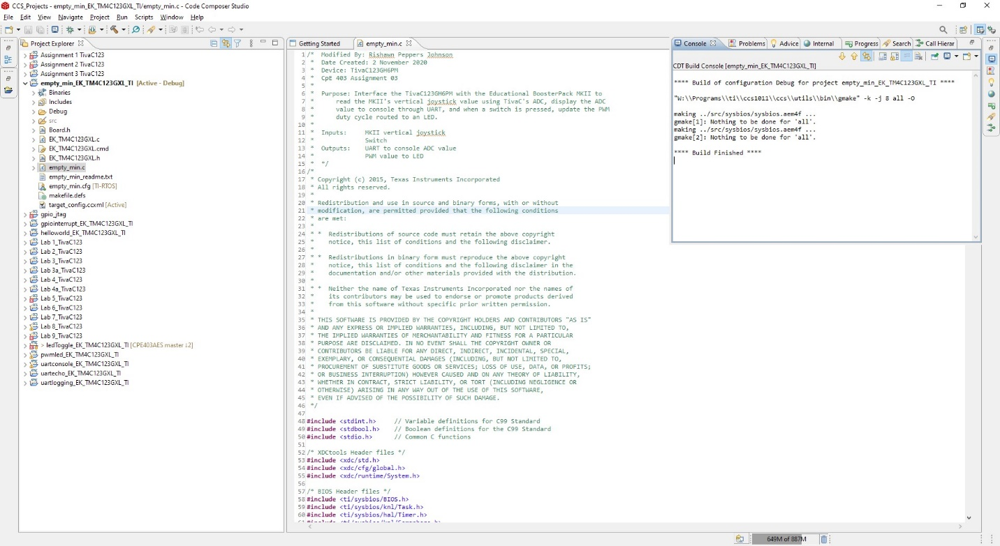 CCS_Projects - empty_min_EK_TM4C123GXL_TI/empty_min.c - Code Composer Studio
File Edit View Navigate Project Run Scripts Window Help
Project Explorer
Assignment 1 TivaC123
Assignment 2 TivaC123
Assignment 3 TivaC123
empty_min_EK_TM4C123GXL_TI [Active - Debug]
Binaries
Includes
Debug
src
Board.h
EK_TM4C123GXL.c
EK_TM4C123GXL.cmd
EK_TM4C123GXL.h
empty_min.c
empty_min_readme.txt
empty_min.cfg [TI-RTOS]
makefile.defs
target_config.ccxml [Active]
gpio_jtag
gpiointerrupt_EK_TM4C123GXL_TI
helloworld_EK_TM4C123GXL_TI
Lab 1_TivaC123
Lab 2_TivaC123
Lab 3_TivaC123
Lab 3a_TivaC123
Lab 4_TivaC123
Lab 4a_TivaC123
Lab 5_TivaC123
Lab 6_TivaC123
Lab 7_TivaC123
Lab 8_TivaC123
Lab 9_TivaC123
> ledToggle_EK_TM4C123GXL_TI [CPE403AES master ↓2]
pwmled_EK_TM4C123GXL_TI
uartconsole_EK_TM4C123GXL_TI
uartecho_EK_TM4C123GXL_TI
uartlogging_EK_TM4C123GXL_TI
Getting Started empty_min.c
1 /* Modified By: Rishawn Peppers Johnson
2 * Date Created: 2 November 2020
3 * Device: TivaC123GH6PM
4 * CpE 403 Assignment 03
5 *
6 * Purpose: Interface the TivaC123GH6PM with the Educational BoosterPack MKII to
7 * read the MKII's vertical joystick value using TivaC's ADC, display the ADC
8 * value to console through UART, and when a switch is pressed, update the PWM
9 * duty cycle routed to an LED.
10 *
11 * Inputs: MKII vertical joystick
12 * Switch
13 * Outputs: UART to console ADC value
14 * PWM value to LED
15 * */
16 /*
17 * Copyright (c) 2015, Texas Instruments Incorporated
18 * All rights reserved.
19 *
20 * Redistribution and use in source and binary forms, with or without
21 * modification, are permitted provided that the following conditions
22 * are met:
23 *
24 * * Redistributions of source code must retain the above copyright
25 * notice, this list of conditions and the following disclaimer.
26 *
27 * * Redistributions in binary form must reproduce the above copyright
28 * notice, this list of conditions and the following disclaimer in the
29 * documentation and/or other materials provided with the distribution.
30 *
31 * * Neither the name of Texas Instruments Incorporated nor the names of
32 * its contributors may be used to endorse or promote products derived
33 * from this software without specific prior written permission.
34 *
35 * THIS SOFTWARE IS PROVIDED BY THE COPYRIGHT HOLDERS AND CONTRIBUTORS "AS IS"
36 * AND ANY EXPRESS OR IMPLIED WARRANTIES, INCLUDING, BUT NOT LIMITED TO,
37 * THE IMPLIED WARRANTIES OF MERCHANTABILITY AND FITNESS FOR A PARTICULAR
38 * PURPOSE ARE DISCLAIMED. IN NO EVENT SHALL THE COPYRIGHT OWNER OR
39 * CONTRIBUTORS BE LIABLE FOR ANY DIRECT, INDIRECT, INCIDENTAL, SPECIAL,
40 * EXEMPLARY, OR CONSEQUENTIAL DAMAGES (INCLUDING, BUT NOT LIMITED TO,
41 * PROCUREMENT OF SUBSTITUTE GOODS OR SERVICES; LOSS OF USE, DATA, OR PROFITS;
42 * OR BUSINESS INTERRUPTION) HOWEVER CAUSED AND ON ANY THEORY OF LIABILITY,
43 * WHETHER IN CONTRACT, STRICT LIABILITY, OR TORT (INCLUDING NEGLIGENCE OR
44 * OTHERWISE) ARISING IN ANY WAY OUT OF THE USE OF THIS SOFTWARE,
45 * EVEN IF ADVISED OF THE POSSIBILITY OF SUCH DAMAGE.
46 */
47
48 #include <stdint.h> // Variable definitions for C99 Standard
49 #include <stdbool.h> // Boolean definitions for the C99 Standard
50 #include <stdio.h> // Common C functions
51
52 /* XDCtools Header files */
53 #include <xdc/std.h>
54 #include <xdc/cfg/global.h>
55 #include <xdc/runtime/System.h>
56
57 /* BIOS Header files */
58 #include <ti/sysbios/BIOS.h>
59 #include <ti/sysbios/knl/Task.h>
60 #include <ti/sysbios/hal/Timer.h>
Console Problems Advice Internal Progress Search Call Hierar
CDT Build Console [empty_min_EK_TM4C123GXL_TI]
**** Build of configuration Debug for project empty_min_EK_TM4C123GXL_TI ****
"W:\\Programs\\ti\\ccs1011\\ccs\\utils\\bin\\gmake" -k -j 8 all -O
making ../src/sysbios/sysbios.aem4f ...
gmake[1]: Nothing to be done for 'all'.
making ../src/sysbios/sysbios.aem4f ...
gmake[2]: Nothing to be done for 'all'.
**** Build Finished ****
649M of 887M